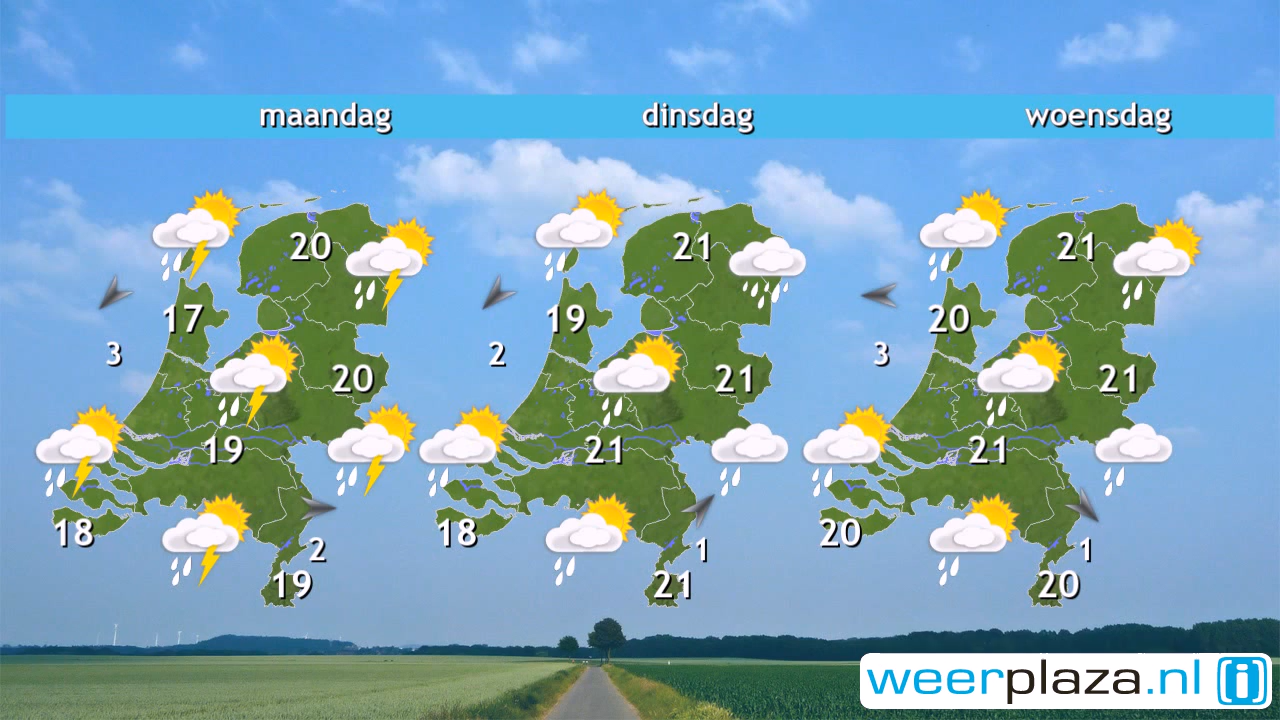 maandag dinsdag woensdag
20 21 21
17 19 20
3 2 3
20 21 21
19 21 21
18 18 20
2 1 1
19 21 20
weerplaza.nl i